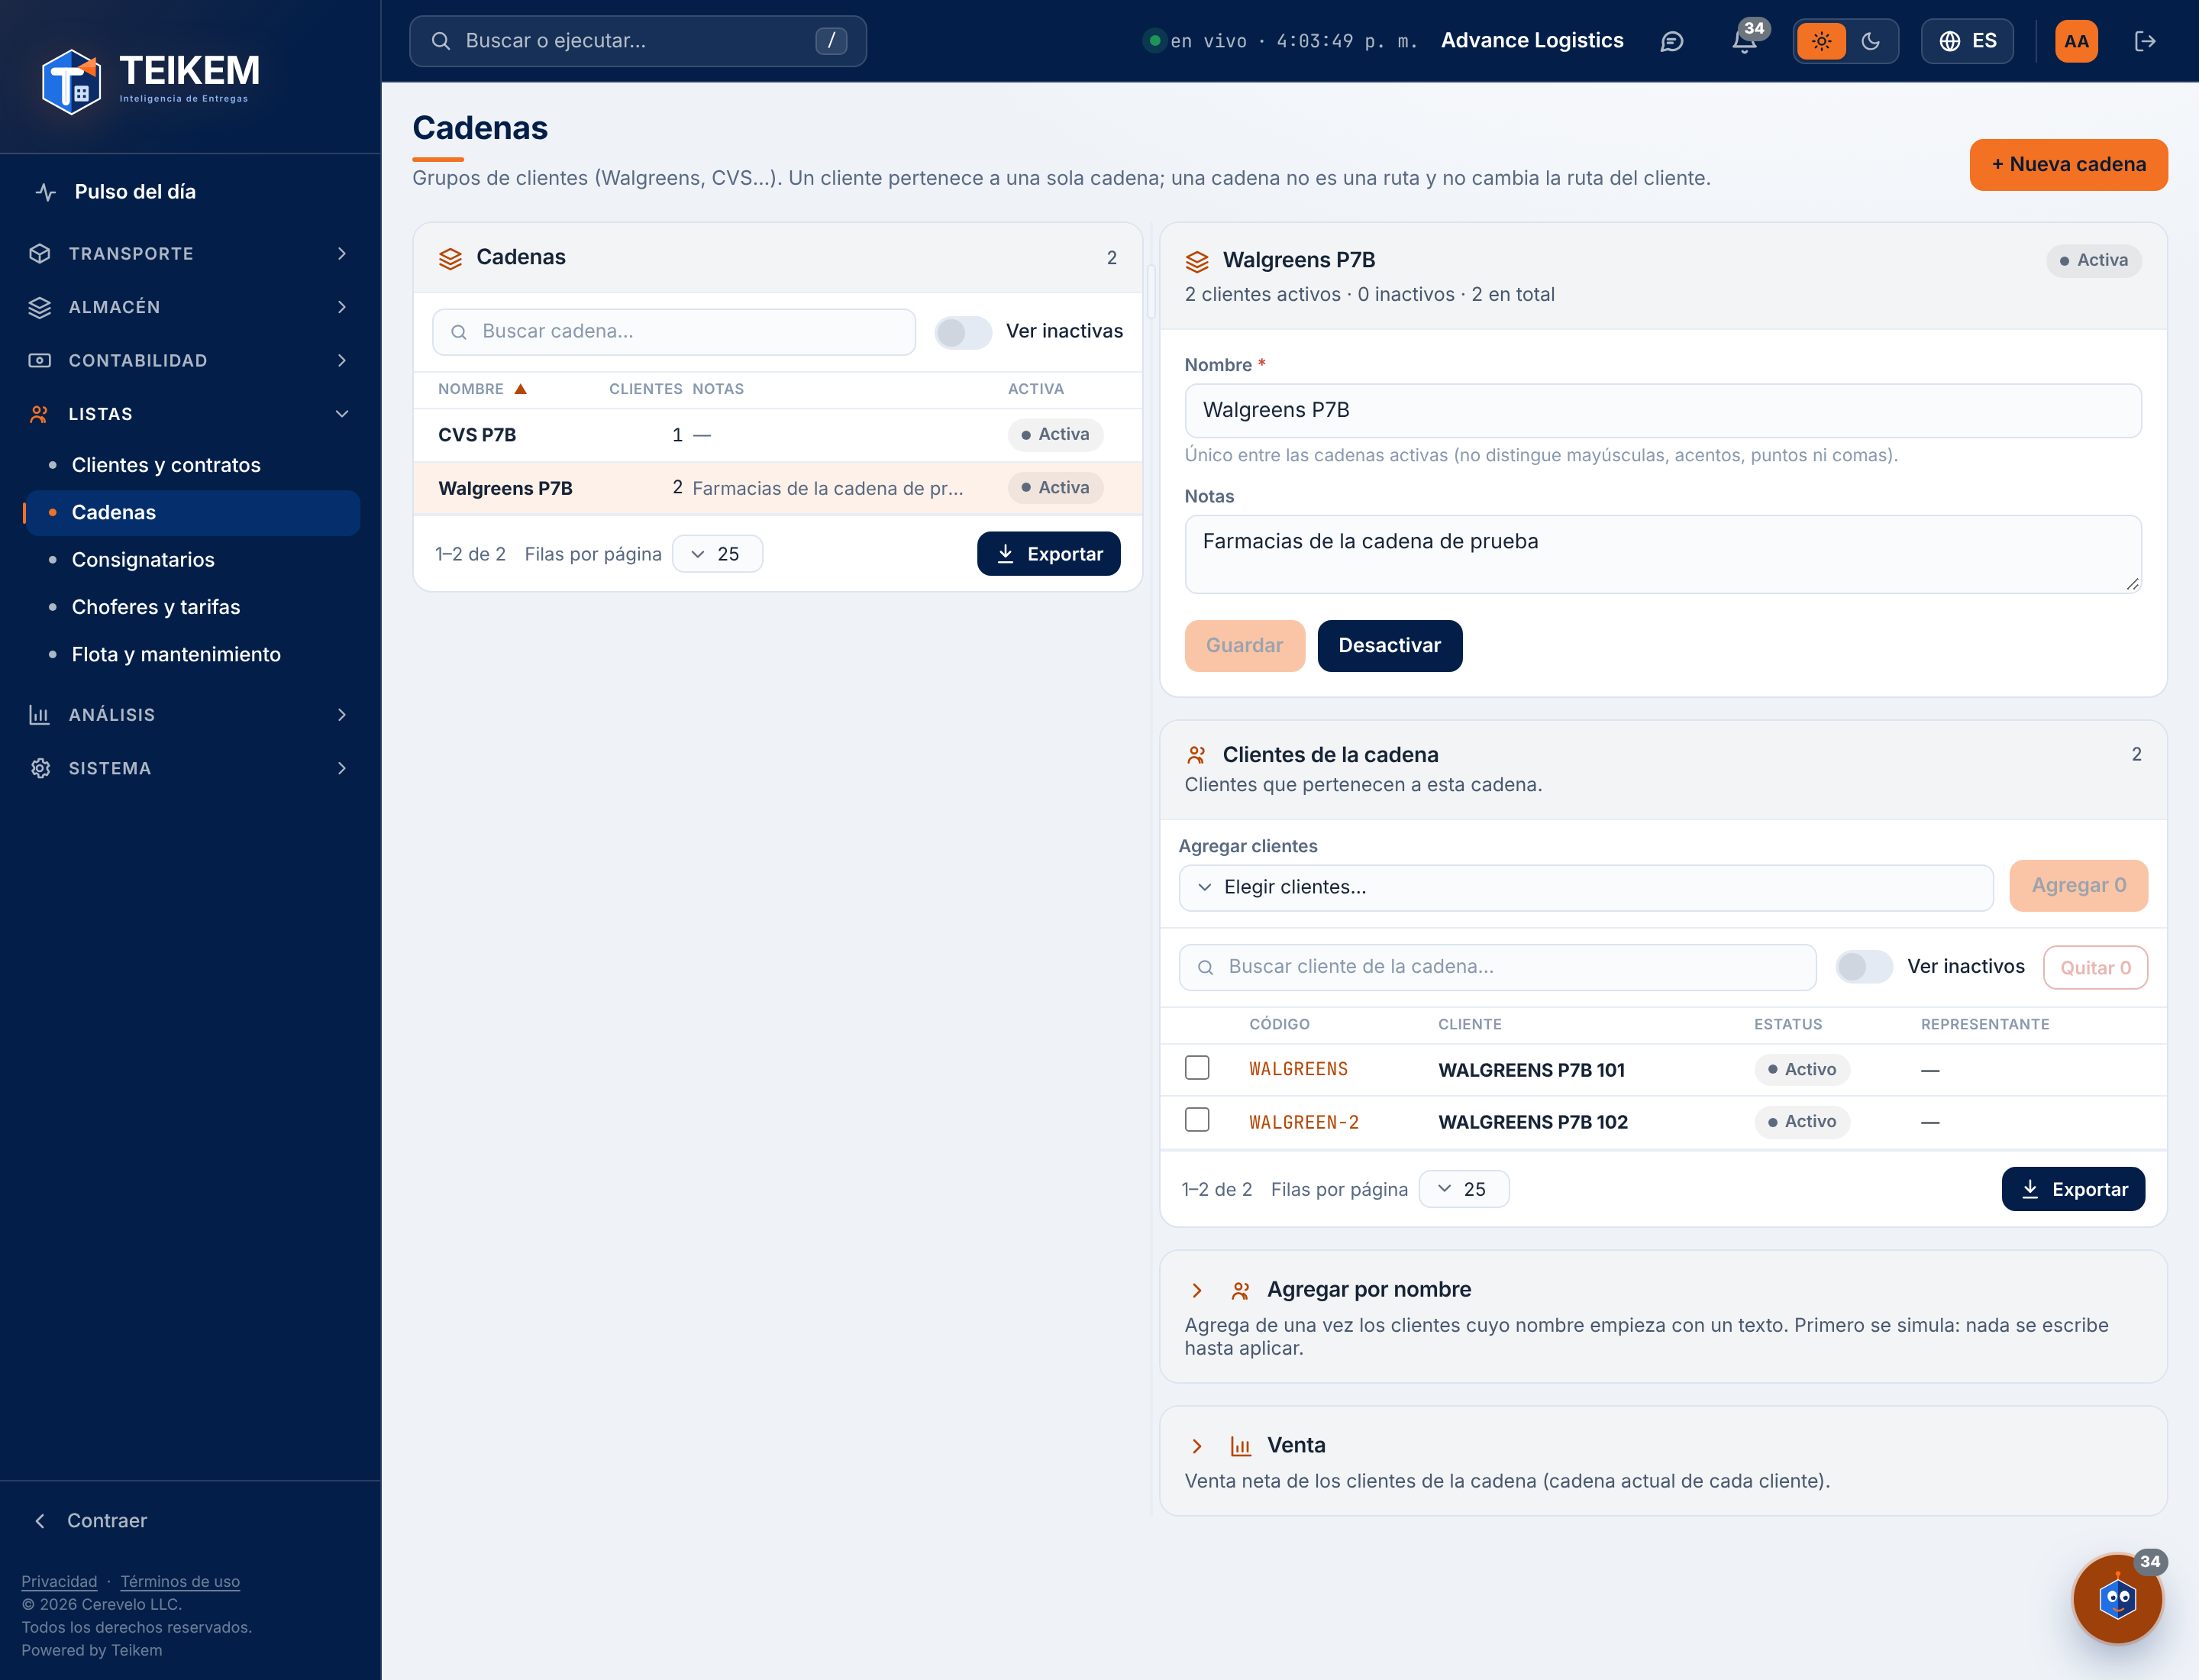 TEIKEM
Inteligencia de Entregas
Buscar o ejecutar...
/
en vivo · 4:03:49 p. m.
Advance Logistics
34
ES
AA
Pulso del día
TRANSPORTE
ALMACÉN
CONTABILIDAD
LISTAS
Clientes y contratos
Cadenas
Consignatarios
Choferes y tarifas
Flota y mantenimiento
ANÁLISIS
SISTEMA
Contraer
Privacidad · Términos de uso
© 2026 Cerevelo LLC.
Todos los derechos reservados.
Powered by Teikem
Cadenas
Grupos de clientes (Walgreens, CVS...). Un cliente pertenece a una sola cadena; una cadena no es una ruta y no cambia la ruta del cliente.
+ Nueva cadena
Cadenas
2
Buscar cadena...
Ver inactivas
NOMBRE ▲ CLIENTES NOTAS ACTIVA
CVS P7B 1 — Activa
Walgreens P7B 2 Farmacias de la cadena de pr... Activa
1–2 de 2 Filas por página 25 Exportar
Walgreens P7B
Activa
2 clientes activos · 0 inactivos · 2 en total
Nombre *
Walgreens P7B
Único entre las cadenas activas (no distingue mayúsculas, acentos, puntos ni comas).
Notas
Farmacias de la cadena de prueba
Guardar
Desactivar
Clientes de la cadena
2
Clientes que pertenecen a esta cadena.
Agregar clientes
Elegir clientes...
Agregar 0
Buscar cliente de la cadena...
Ver inactivos
Quitar 0
CÓDIGO CLIENTE ESTATUS REPRESENTANTE
WALGREENS WALGREENS P7B 101 Activo —
WALGREEN-2 WALGREENS P7B 102 Activo —
1–2 de 2 Filas por página 25 Exportar
Agregar por nombre
Agrega de una vez los clientes cuyo nombre empieza con un texto. Primero se simula: nada se escribe
hasta aplicar.
Venta
Venta neta de los clientes de la cadena (cadena actual de cada cliente).
34